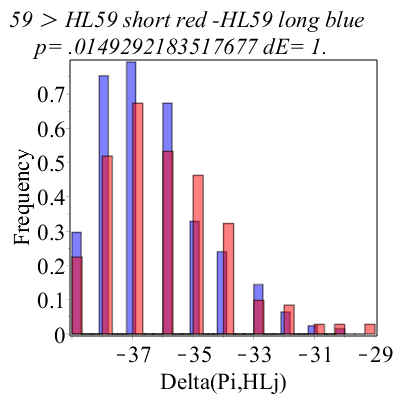 59 > HL59 short red -HL59 long blue
p= .0149292183517677 dE= 1.
Frequency
0.7
0.6
0.5
0.4
0.3
0.2
0.1
0
−37 −35 −33 −31 −29
Delta(Pi,HLj)